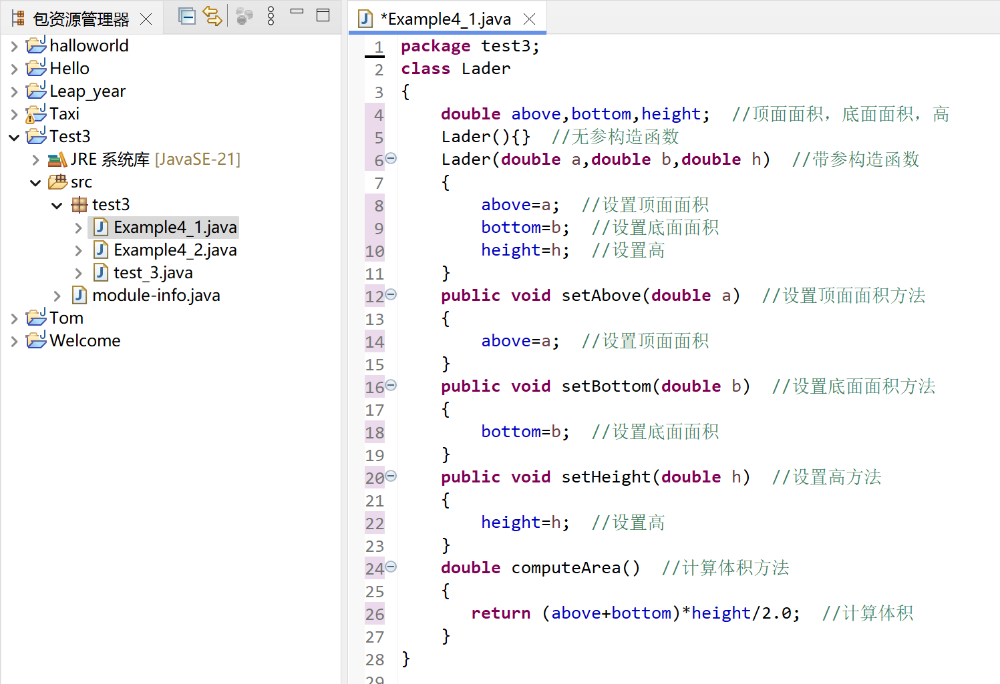 包资源管理器
halloworld
Hello
Leap_year
Taxi
Test3
JRE 系统库 [JavaSE-21]
src
test3
Example4_1.java
Example4_2.java
test_3.java
module-info.java
Tom
Welcome
*Example4_1.java
1 package test3;
2 class Lader
3 {
4 double above,bottom,height; //顶面面积，底面面积，高
5 Lader(){} //无参构造函数
6 Lader(double a,double b,double h) //带参构造函数
7 {
8 above=a; //设置顶面面积
9 bottom=b; //设置底面面积
10 height=h; //设置高
11 }
12 public void setAbove(double a) //设置顶面面积方法
13 {
14 above=a; //设置顶面面积
15 }
16 public void setBottom(double b) //设置底面面积方法
17 {
18 bottom=b; //设置底面面积
19 }
20 public void setHeight(double h) //设置高方法
21 {
22 height=h; //设置高
23 }
24 double computeArea() //计算体积方法
25 {
26 return (above+bottom)*height/2.0; //计算体积
27 }
28 }
29